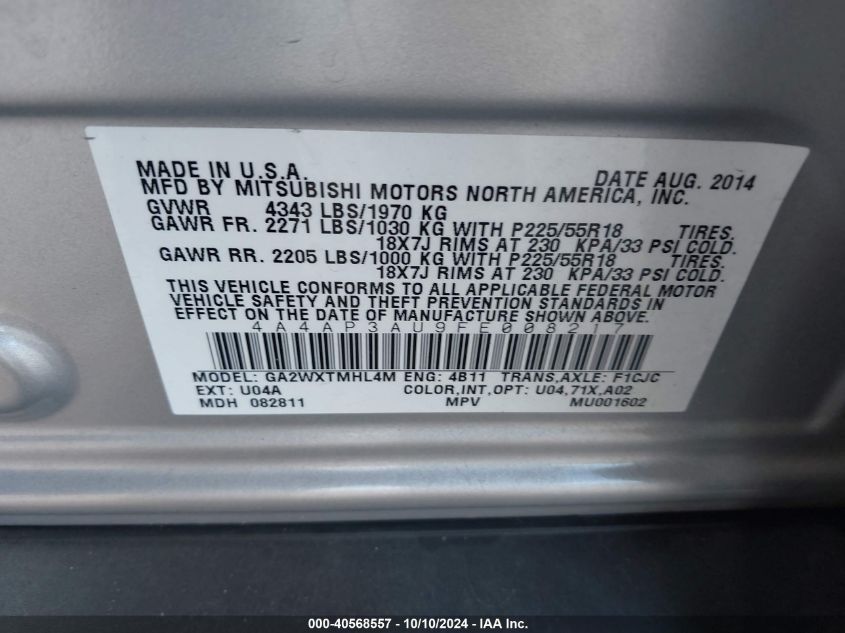 MADE IN U.S.A. DATE AUG. 2014
MFD BY MITSUBISHI MOTORS NORTH AMERICA, INC.
GVWR 4343 LBS/1970 KG
GAWR FR. 2271 LBS/1030 KG WITH P225/55R18 TIRES.
18X7J RIMS AT 230 KPA/33 PSI COLD.
GAWR RR. 2205 LBS/1000 KG WITH P225/55R18 TIRES.
18X7J RIMS AT 230 KPA/33 PSI COLD.
THIS VEHICLE CONFORMS TO ALL APPLICABLE FEDERAL MOTOR
VEHICLE SAFETY AND THEFT PREVENTION STANDARDS IN
EFFECT ON THE DATE OF MANUFACTURE SHOWN ABOVE.
4A4AP3AU9FE008217
MODEL: GA2WXTMHL4M ENG: 4B11 TRANS,AXLE: F1CJC
EXT: U04A COLOR,INT,OPT: U04,71X,A02
MDH 082811 MPV MU001602
000-40568557 - 10/10/2024 - IAA Inc.